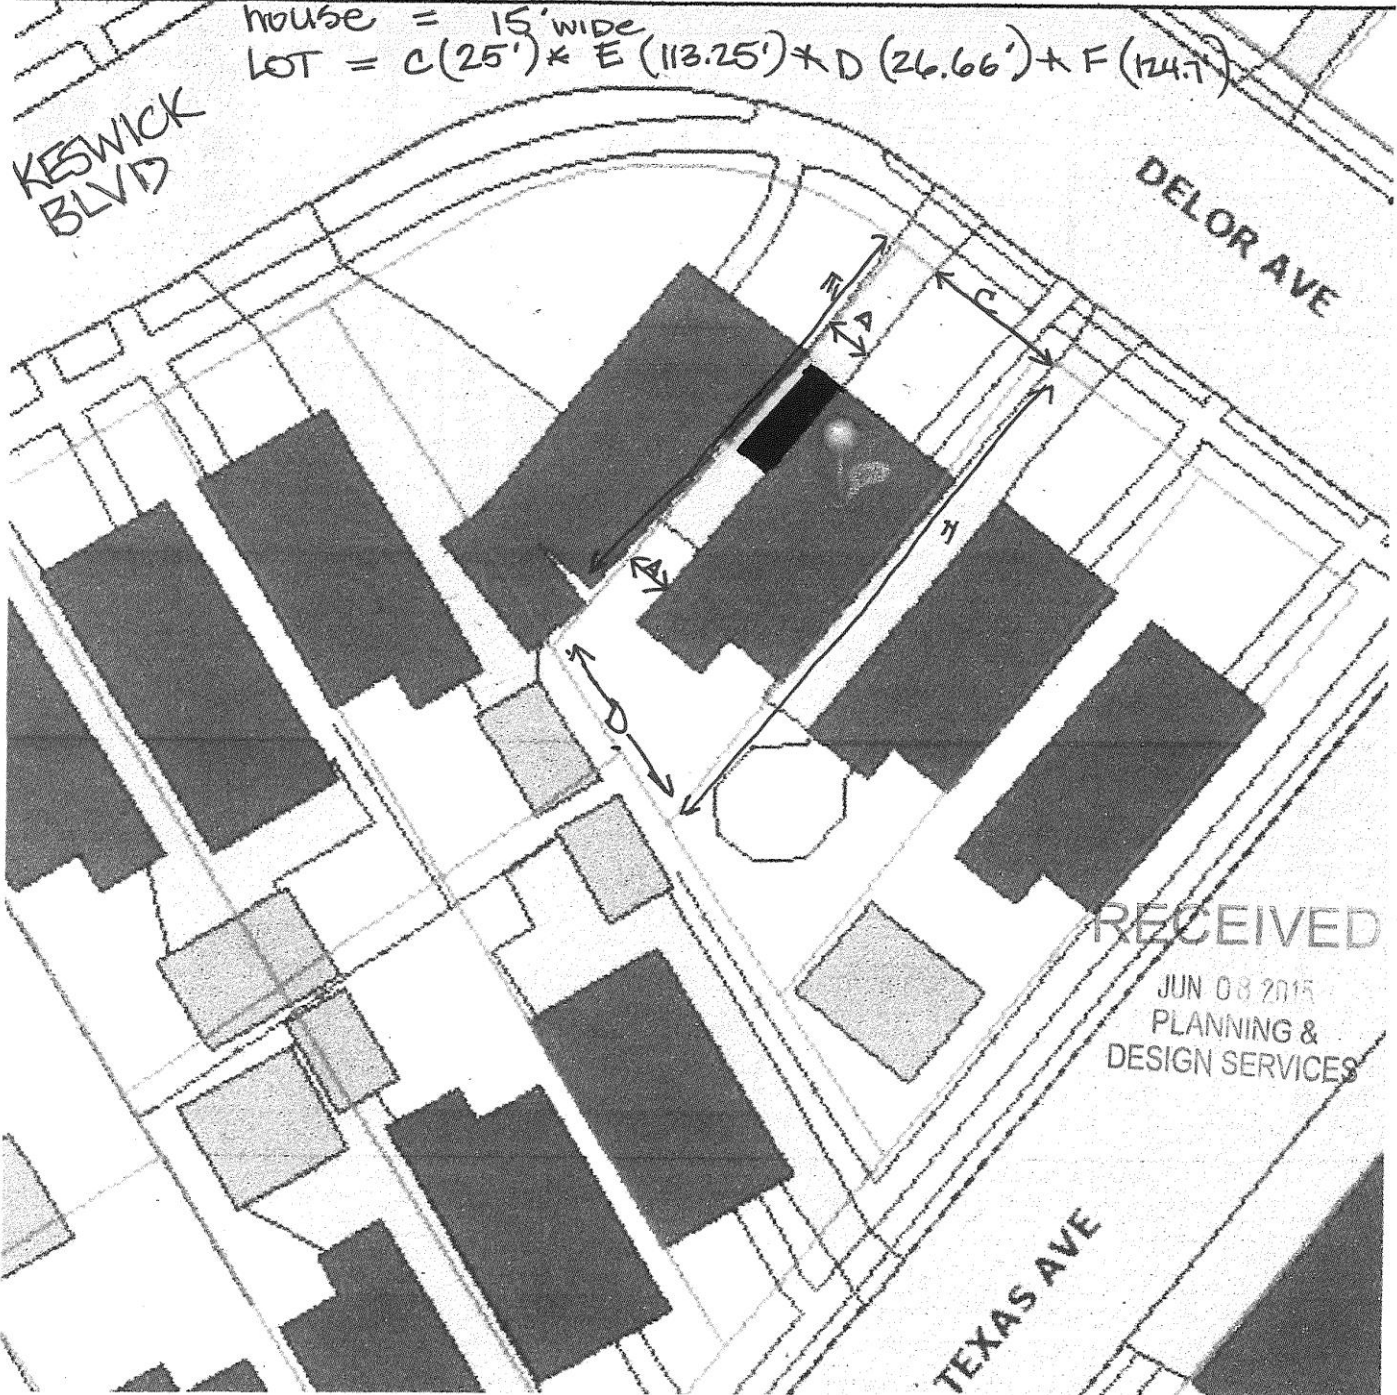 house = 15' wide
LOT = C(25') * E (113.25') * D (26.66') * F (124.7')
KESWICK
BLVD
DELOR AVE
E
A
C
F
A
D
RECEIVED
JUN 08 2015
PLANNING &
DESIGN SERVICES
TEXAS AVE